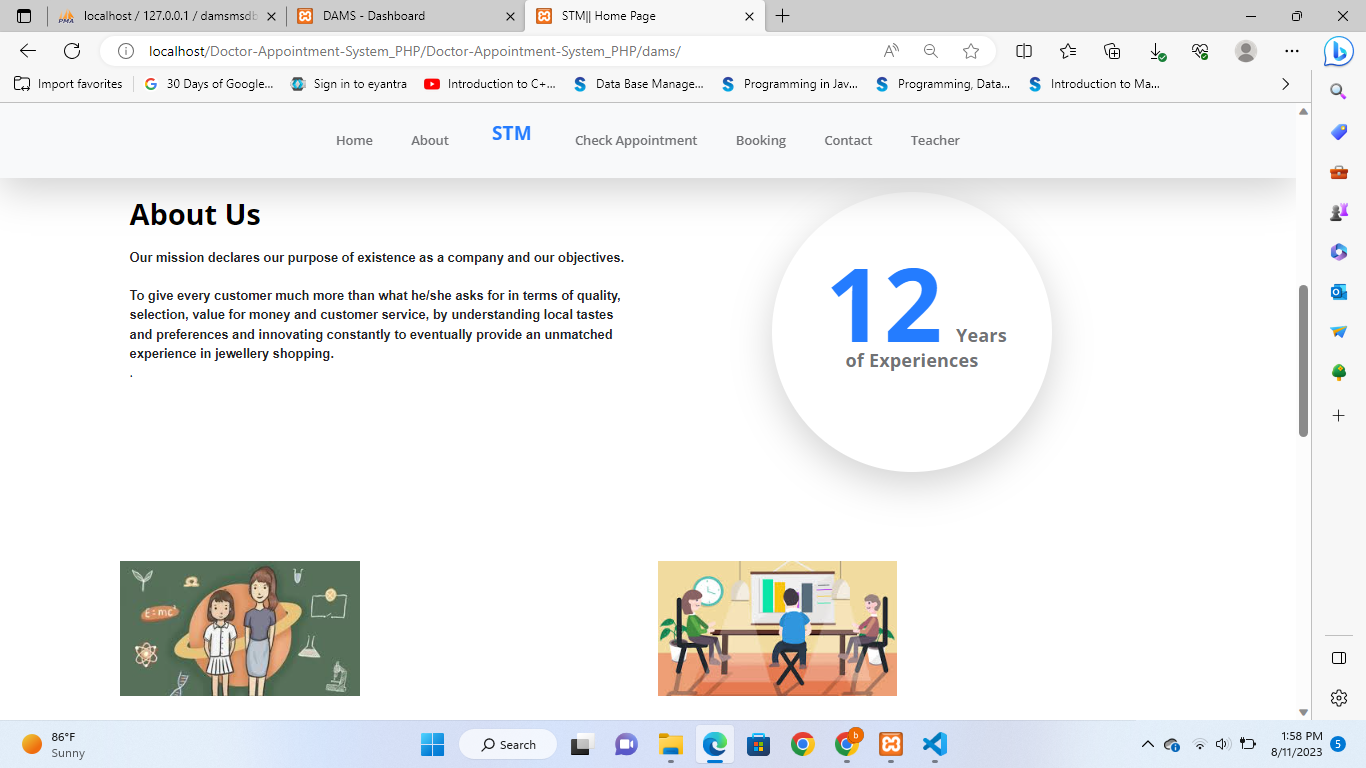 localhost / 127.0.0.1 / damsmsdb
DAMS - Dashboard
STM|| Home Page
localhost/Doctor-Appointment-System_PHP/Doctor-Appointment-System_PHP/dams/
Import favorites
30 Days of Google...
Sign in to eyantra
Introduction to C+...
Data Base Manage...
Programming in Jav...
Programming, Data...
Introduction to Ma...
Home
About
STM
Check Appointment
Booking
Contact
Teacher
About Us
Our mission declares our purpose of existence as a company and our objectives.
To give every customer much more than what he/she asks for in terms of quality,
selection, value for money and customer service, by understanding local tastes
and preferences and innovating constantly to eventually provide an unmatched
experience in jewellery shopping.
.
12 Years
of Experiences
E=mc
86°F
Sunny
Search
b
1:58 PM
8/11/2023
5